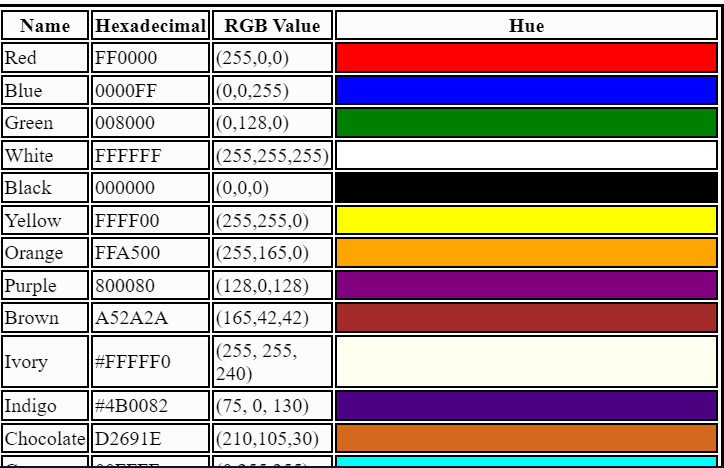 Name Hexadecimal RGB Value Hue
Red FF0000 (255,0,0)
Blue 0000FF (0,0,255)
Green 008000 (0,128,0)
White FFFFFF (255,255,255)
Black 000000 (0,0,0)
Yellow FFFF00 (255,255,0)
Orange FFA500 (255,165,0)
Purple 800080 (128,0,128)
Brown A52A2A (165,42,42)
Ivory #FFFFF0 (255, 255,
240)
Indigo #4B0082 (75, 0, 130)
Chocolate D2691E (210,105,30)